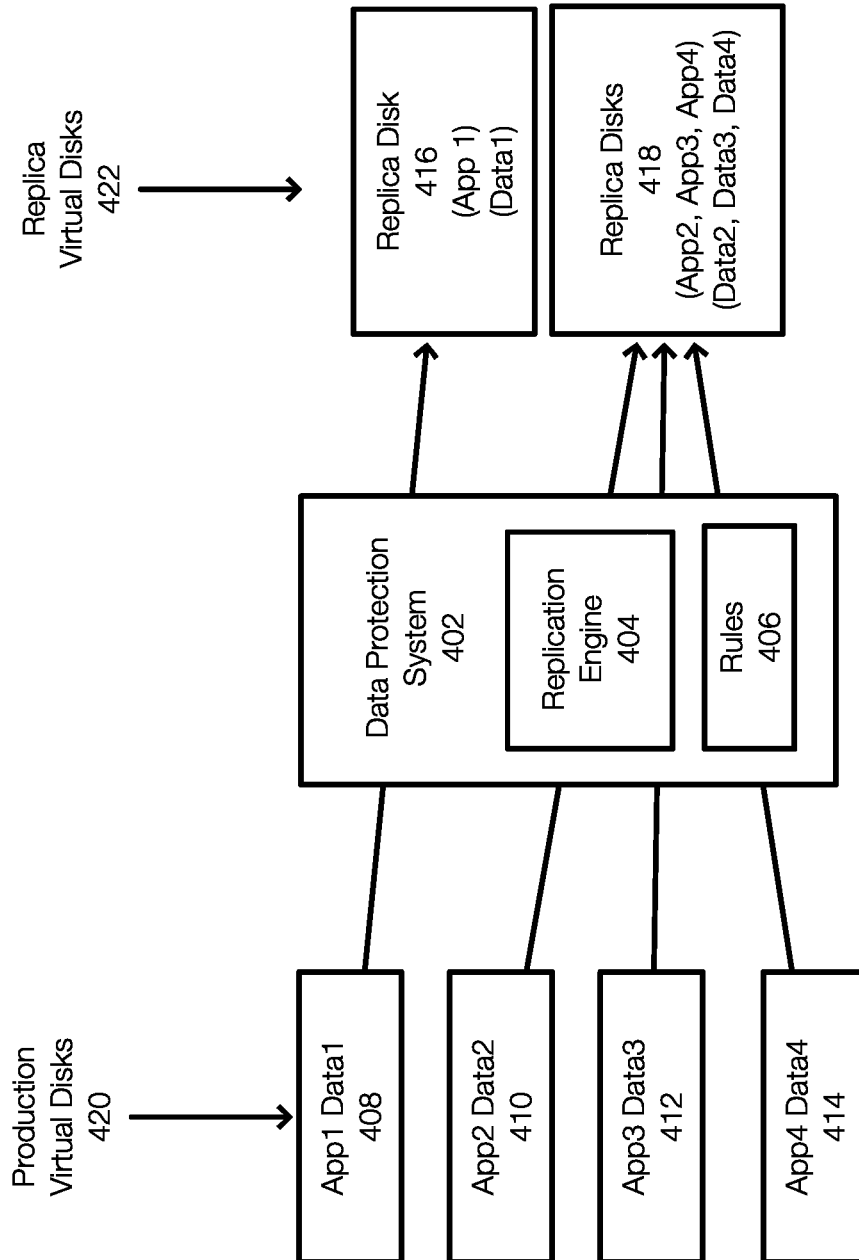 Production
Virtual Disks
420
App1 Data1
408
App2 Data2
410
App3 Data3
412
App4 Data4
414
Data Protection
System
402
Replication
Engine
404
Rules
406
Replica
Virtual Disks
422
Replica Disk
416
(App 1)
(Data1)
Replica Disks
418
(App2, App3, App4)
(Data2, Data3, Data4)